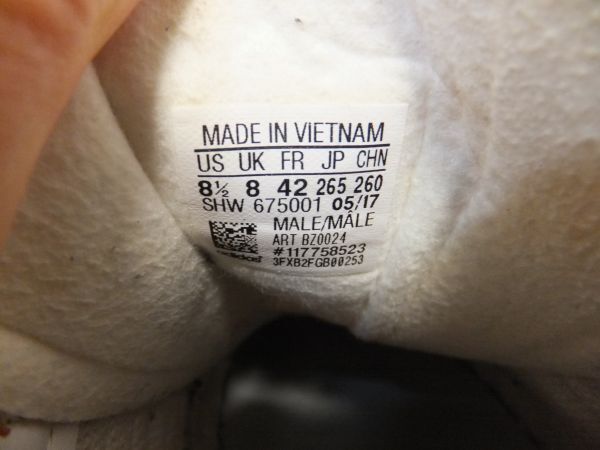 MADE IN VIETNAM
US UK FR JP CHN
8½ 8 42 265 260
SHW 675001 05/17
MALE/MÂLE
ART BZ0024
#117758523
adidas 3FXB2FGB00253